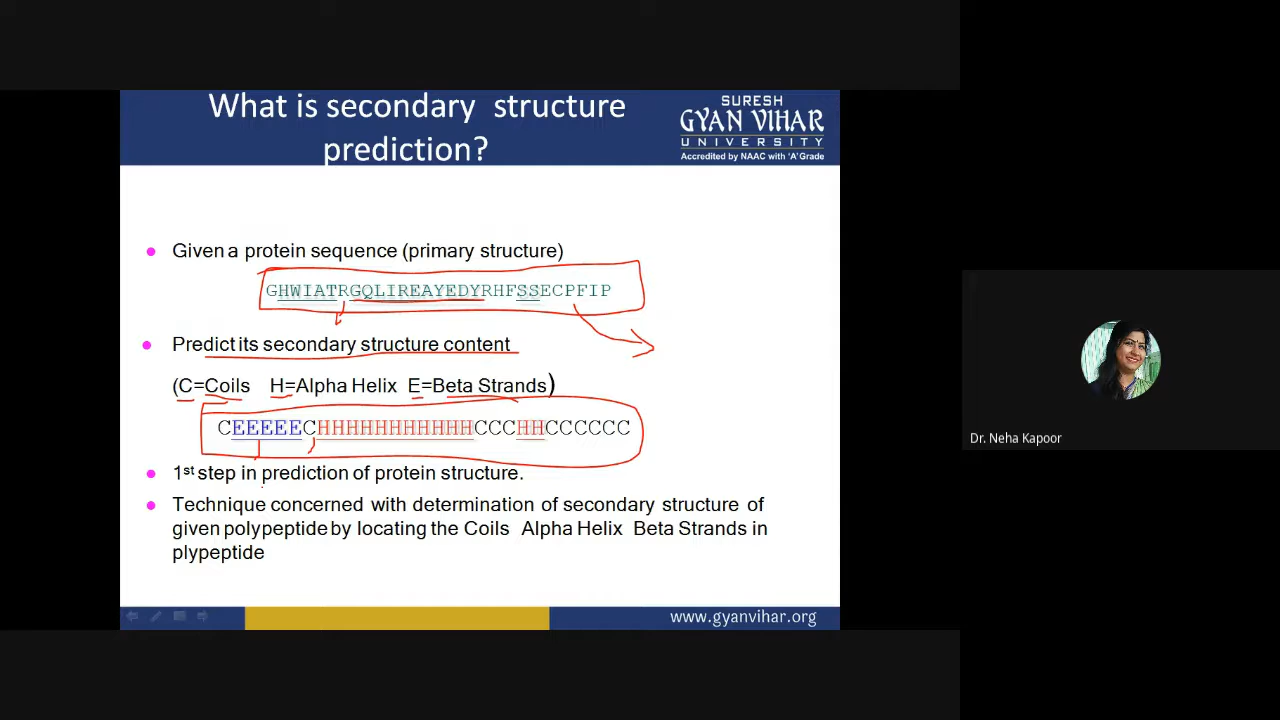 What is secondary structure
prediction?
SURESH
GYAN VIHAR
UNIVERSITY
Accredited by NAAC with 'A' Grade
Given a protein sequence (primary structure)
GHWIATRGQLIREAYEDYRHFSSECPFIP
Predict its secondary structure content
(C=Coils H=Alpha Helix E=Beta Strands)
CEEEEECHHHHHHHHHHHCCCHHCCCCCC
1st step in prediction of protein structure.
Technique concerned with determination of secondary structure of
given polypeptide by locating the Coils Alpha Helix Beta Strands in
plypeptide
www.gyanvihar.org
Dr. Neha Kapoor